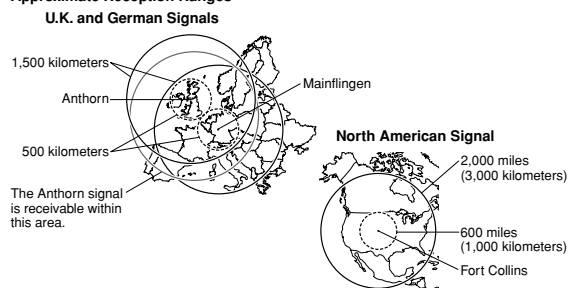 Approximate Reception Ranges
U.K. and German Signals
1,500 kilometers
Anthorn
Mainflingen
500 kilometers
The Anthorn signal
is receivable within
this area.
North American Signal
2,000 miles
(3,000 kilometers)
600 miles
(1,000 kilometers)
Fort Collins